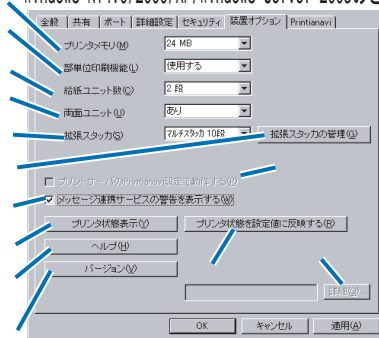 Windows NT4.0/2000/XP/Windows Server 2003の
全般 共有 ポート 詳細設定 セキュリティ 装置オプション Printianavi
プリンタメモリ(M) 24 MB
部単位印刷機能(L) 使用する
給紙ユニット数(C) 2 段
両面ユニット(U) あり
拡張スタッカ(S) マルチスタッカ 10段 拡張スタッカの管理(G)
プリントサーバのPrintianavi設定で動作する(P)
メッセージ連携サービスの警告を表示する(W)
プリンタ状態表示(Y) プリンタ状態を設定値に反映する(R)
ヘルプ(H)
バージョン(V)
詳細(D)
OK キャンセル 適用(A)